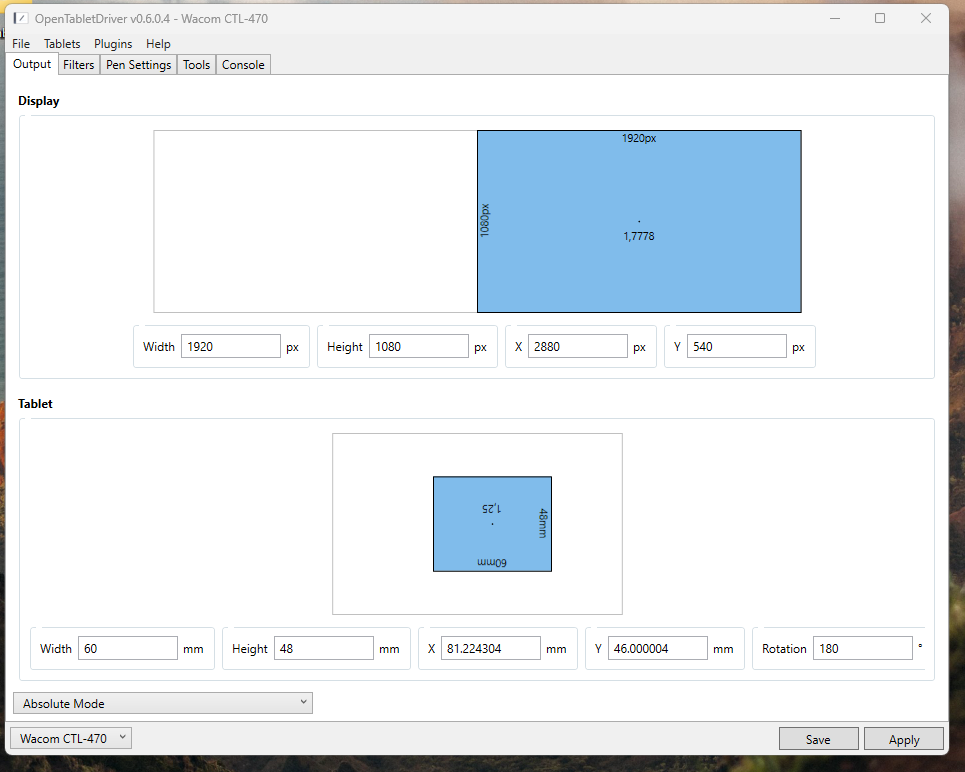 OpenTabletDriver v0.6.0.4 - Wacom CTL-470
File Tablets Plugins Help
Output Filters Pen Settings Tools Console
Display
1920px
1080px
1,7778
Width 1920 px Height 1080 px X 2880 px Y 540 px
Tablet
1,25
48mm
60mm
Width 60 mm Height 48 mm X 81.224304 mm Y 46.000004 mm Rotation 180 °
Absolute Mode
Wacom CTL-470 Save Apply